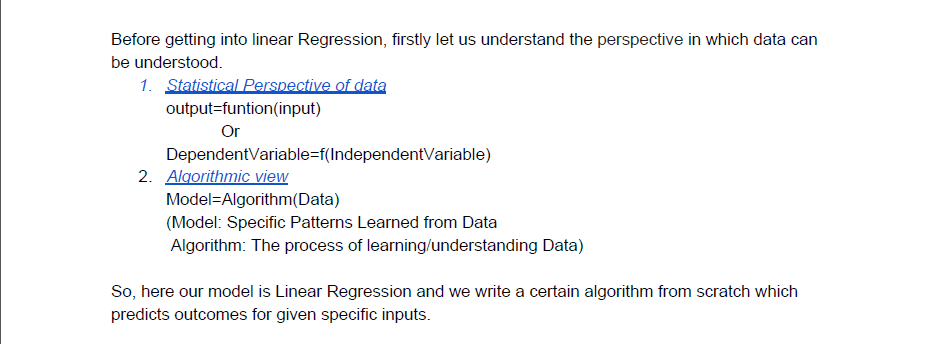 Before getting into linear Regression, firstly let us understand the perspective in which data can
be understood.
1. Statistical Perspective of data
output=funtion(input)
Or
DependentVariable=f(IndependentVariable)
2. Algorithmic view
Model=Algorithm(Data)
(Model: Specific Patterns Learned from Data
Algorithm: The process of learning/understanding Data)
So, here our model is Linear Regression and we write a certain algorithm from scratch which
predicts outcomes for given specific inputs.